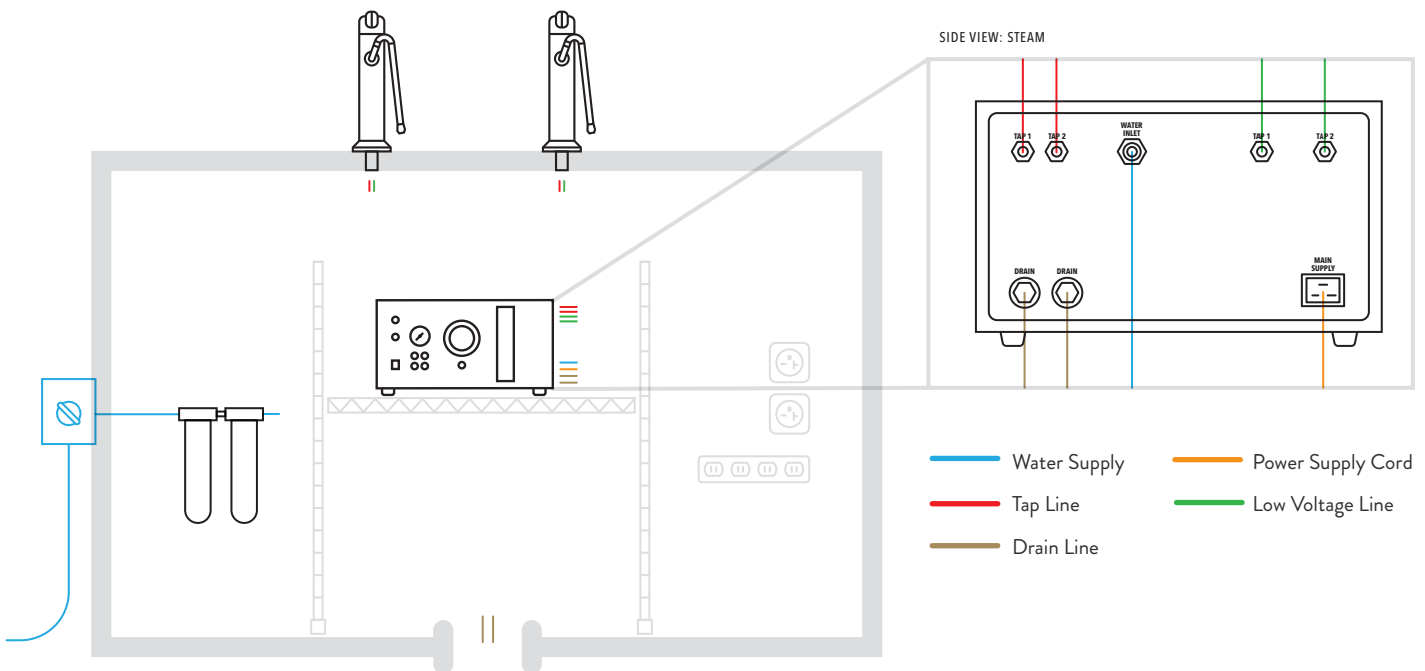 SIDE VIEW: STEAM
TAP 1
TAP 2
WATER
INLET
TAP 1
TAP 2
DRAIN
DRAIN
MAIN
SUPPLY
Water Supply
Power Supply Cord
Tap Line
Low Voltage Line
Drain Line